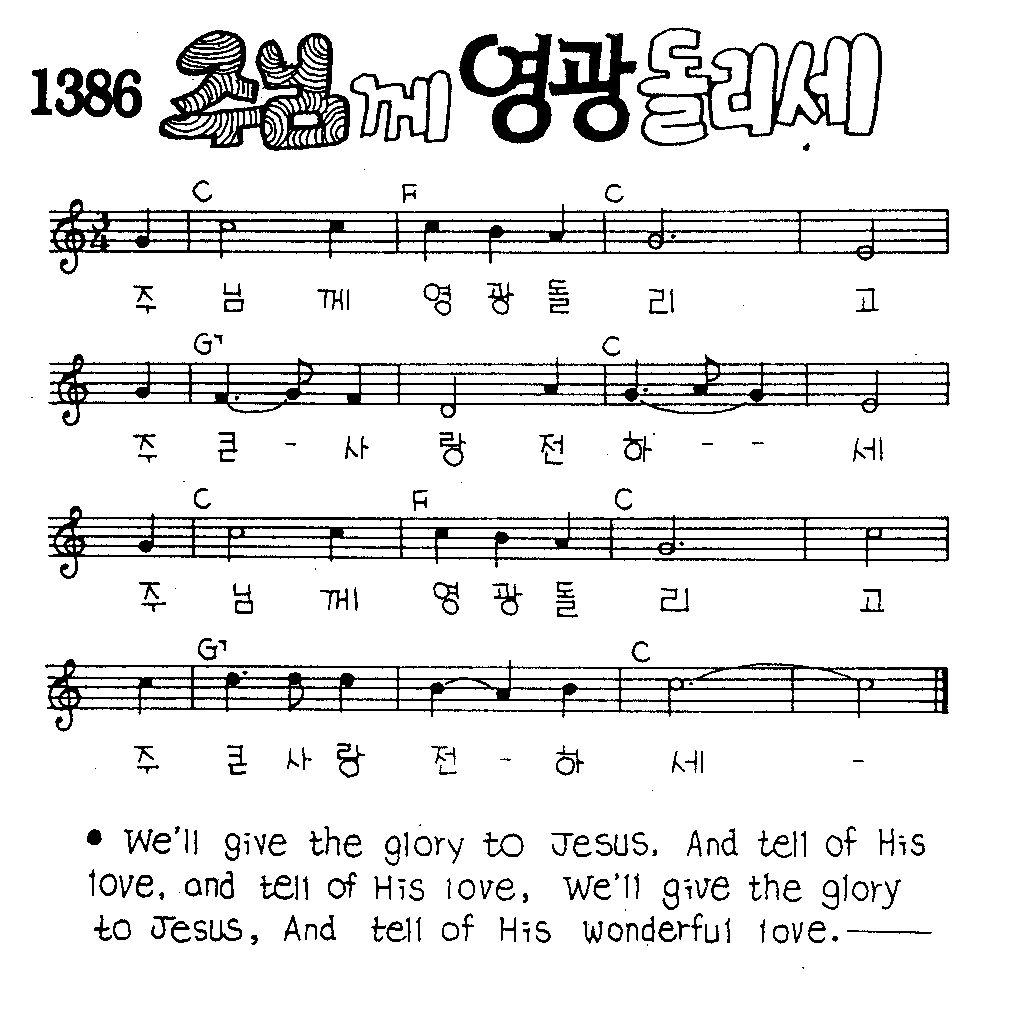 1386 주님께 영광 돌리세
C F C
3/4
주 님 께 영 광 돌 리 고
G7 C
주 큰 - 사 랑 전 하 - - 세
C F C
주 님 께 영 광 돌 리 고
G7 C
주 큰 사 랑 전 - 하 세 -
• We'll give the glory to Jesus. And tell of His
love, and tell of His love, We'll give the glory
to Jesus, And tell of His wonderful love.